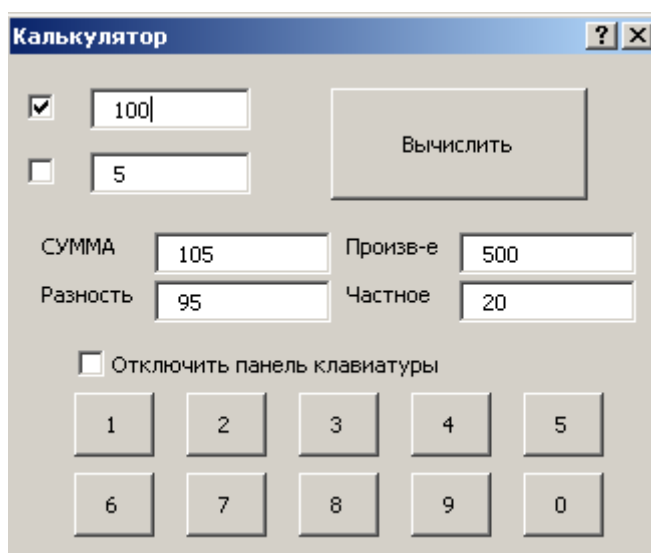 Калькулятор ?
100
Вычислить
5
СУММА 105 Произв-е 500
Разность 95 Частное 20
Отключить панель клавиатуры
1 2 3 4 5
6 7 8 9 0